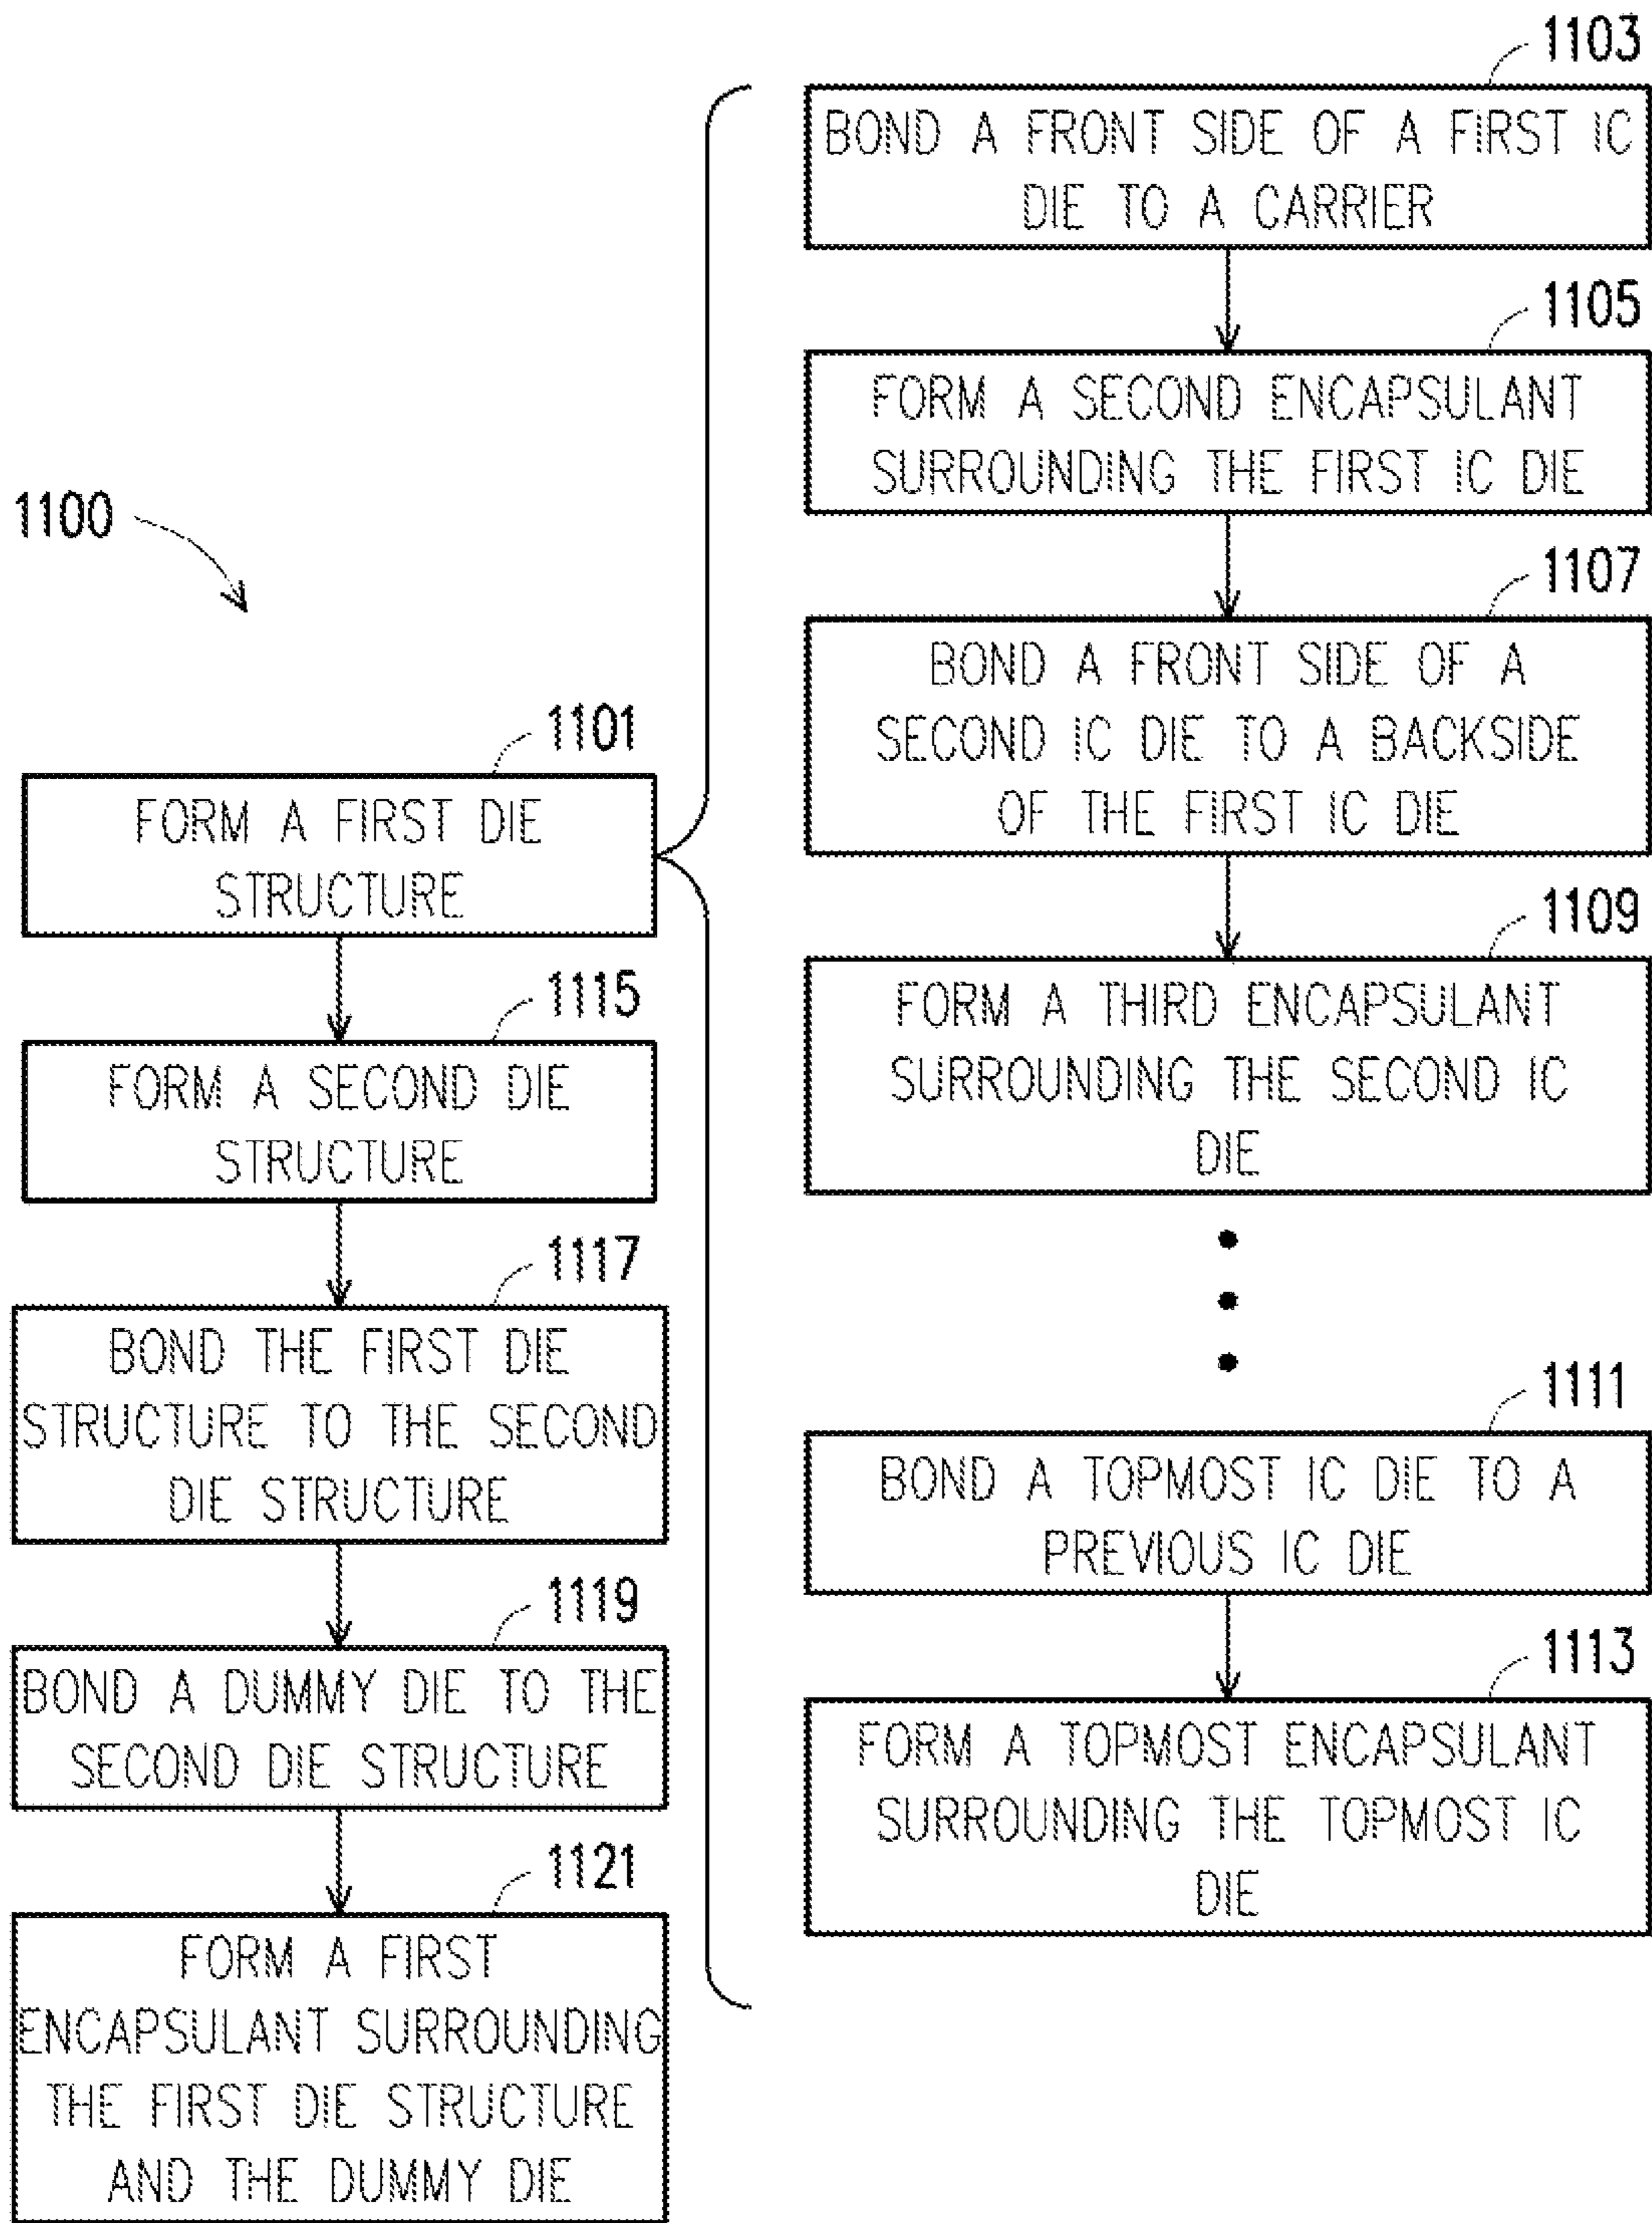 1100
1101
FORM A FIRST DIE
STRUCTURE
1115
FORM A SECOND DIE
STRUCTURE
1117
BOND THE FIRST DIE
STRUCTURE TO THE SECOND
DIE STRUCTURE
1119
BOND A DUMMY DIE TO THE
SECOND DIE STRUCTURE
1121
FORM A FIRST
ENCAPSULANT SURROUNDING
THE FIRST DIE STRUCTURE
AND THE DUMMY DIE
1103
BOND A FRONT SIDE OF A FIRST IC
DIE TO A CARRIER
1105
FORM A SECOND ENCAPSULANT
SURROUNDING THE FIRST IC DIE
1107
BOND A FRONT SIDE OF A
SECOND IC DIE TO A BACKSIDE
OF THE FIRST IC DIE
1109
FORM A THIRD ENCAPSULANT
SURROUNDING THE SECOND IC
DIE
1111
BOND A TOPMOST IC DIE TO A
PREVIOUS IC DIE
1113
FORM A TOPMOST ENCAPSULANT
SURROUNDING THE TOPMOST IC
DIE